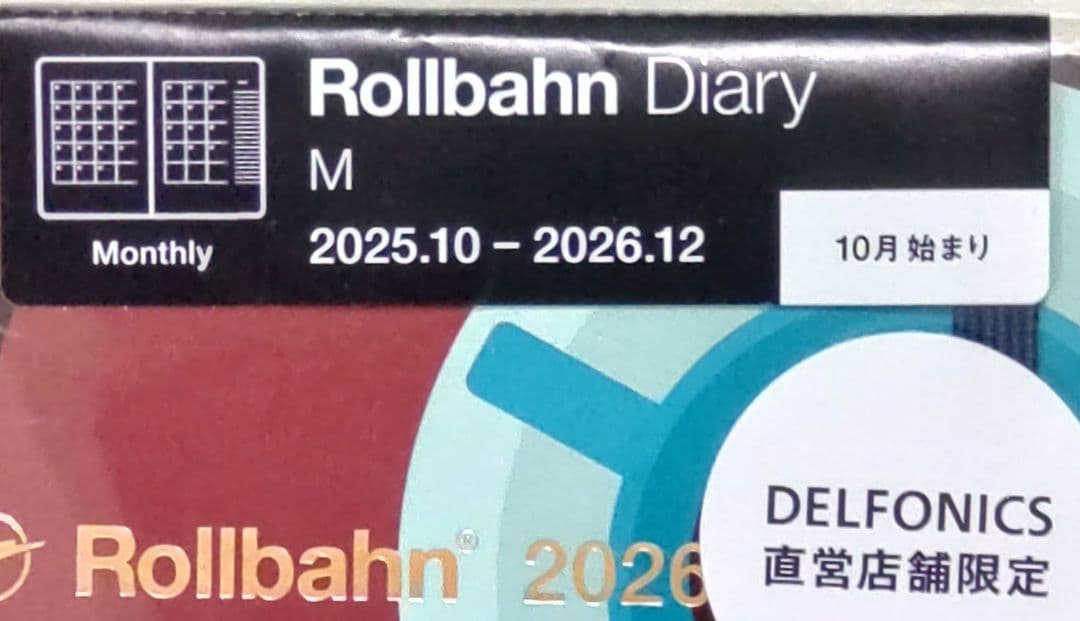 Rollbahn Diary
M
Monthly
2025.10 – 2026.12
10月始まり
Rollbahn® 2026
DELFONICS
直営店舗限定